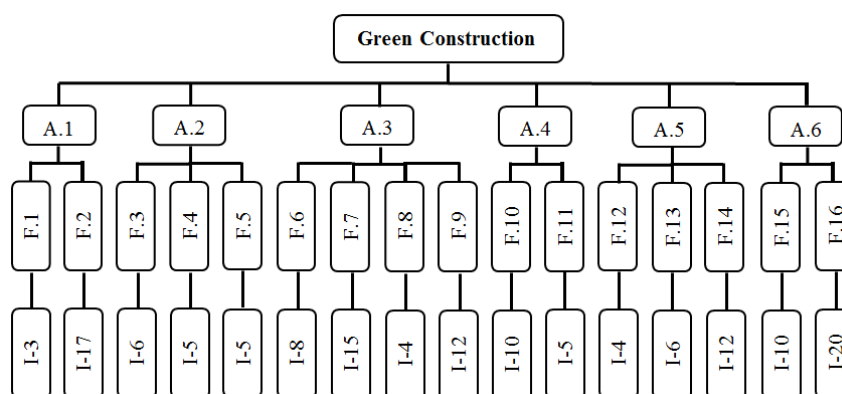 Green Construction
A.1
A.2
A.3
A.4
A.5
A.6
F.1
F.2
F.3
F.4
F.5
F.6
F.7
F.8
F.9
F.10
F.11
F.12
F.13
F.14
F.15
F.16
I-3
I-17
I-6
I-5
I-5
I-8
I-15
I-4
I-12
I-10
I-5
I-4
I-6
I-12
I-10
I-20